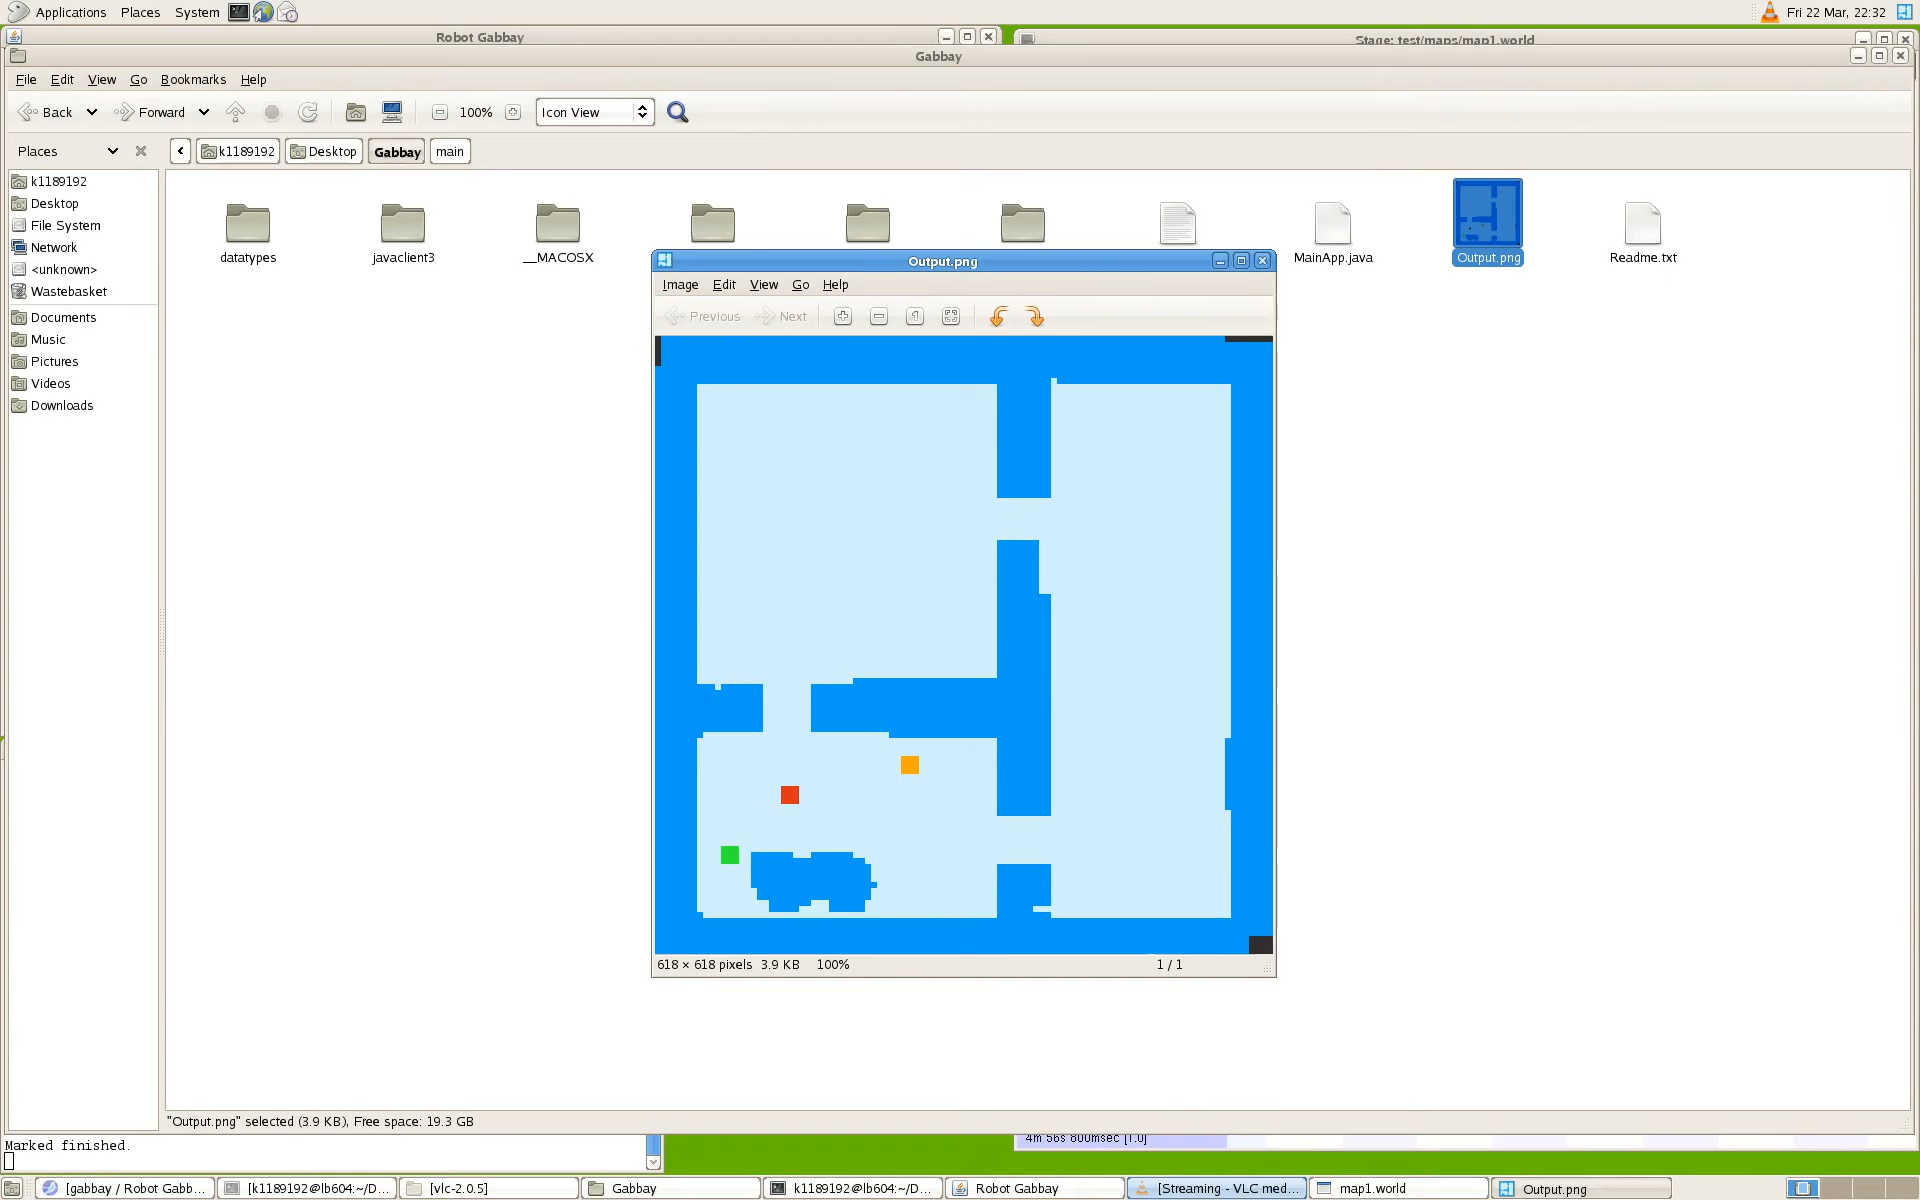 Applications Places System Fri 22 Mar, 22:32
Robot Gabbay
Stage: test/maps/map1.world
Gabbay
File Edit View Go Bookmarks Help
Back Forward 100% Icon View
Places k1189192 Desktop Gabbay main
k1189192
Desktop
File System
Network
<unknown>
Wastebasket
Documents
Music
Pictures
Videos
Downloads
datatypes javaclient3 __MACOSX MainApp.java Output.png Readme.txt
Output.png
Image Edit View Go Help
Previous Next
618 × 618 pixels 3.9 KB 100% 1 / 1
"Output.png" selected (3.9 KB), Free space: 19.3 GB
Marked finished.
4m 56s 800msec [1.0]
[gabbay / Robot Gabb... [k1189192@lb604:~/D... [vlc-2.0.5] Gabbay k1189192@lb604:~/D... Robot Gabbay [Streaming - VLC med... map1.world Output.png